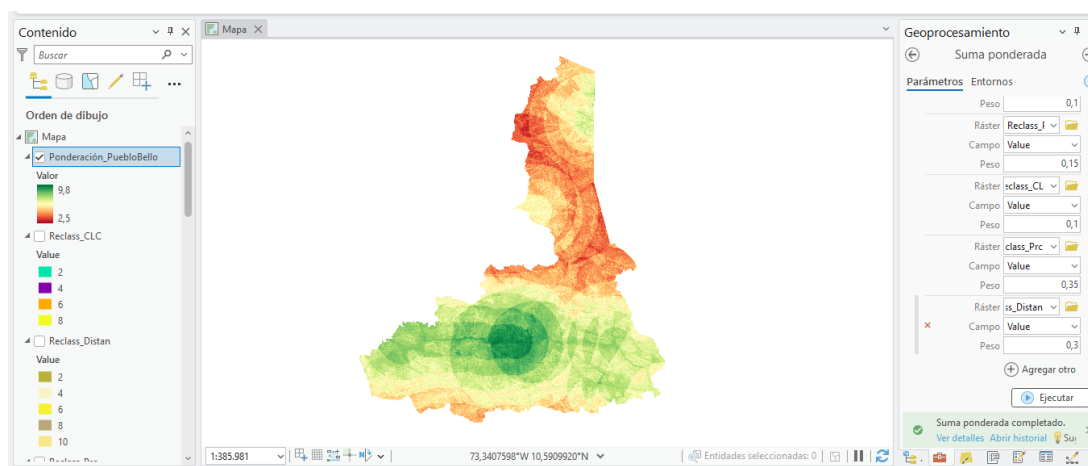 Contenido
Buscar
Orden de dibujo
Mapa
Ponderación_PuebloBello
Valor
9,8
2,5
Reclass_CLC
Value
2
4
6
8
Reclass_Distan
Value
2
4
6
8
10
Mapa
1:385.981
73,3407598°W 10,5909920°N
Entidades seleccionadas: 0
Geoprocesamiento
Suma ponderada
Parámetros Entornos
Peso 0,1
Ráster Reclass_F
Campo Value
Peso 0,15
Ráster eclass_CL
Campo Value
Peso 0,1
Ráster class_Prc
Campo Value
Peso 0,35
Ráster ss_Distan
Campo Value
Peso 0,3
Agregar otro
Ejecutar
Suma ponderada completado.
Ver detalles Abrir historial Su